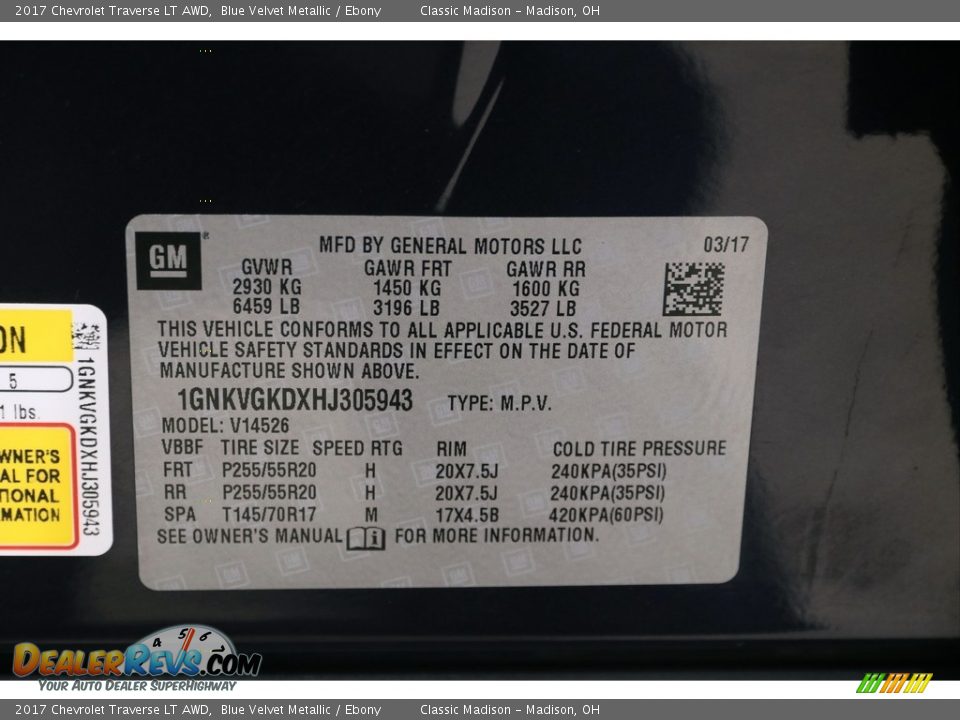 2017 Chevrolet Traverse LT AWD, Blue Velvet Metallic / Ebony Classic Madison – Madison, OH
GM®
MFD BY GENERAL MOTORS LLC 03/17
GVWR GAWR FRT GAWR RR
2930 KG 1450 KG 1600 KG
6459 LB 3196 LB 3527 LB
THIS VEHICLE CONFORMS TO ALL APPLICABLE U.S. FEDERAL MOTOR
VEHICLE SAFETY STANDARDS IN EFFECT ON THE DATE OF
MANUFACTURE SHOWN ABOVE.
1GNKVGKDXHJ305943 TYPE: M.P.V.
MODEL: V14526
VBBF TIRE SIZE SPEED RTG RIM COLD TIRE PRESSURE
FRT P255/55R20 H 20X7.5J 240KPA(35PSI)
RR P255/55R20 H 20X7.5J 240KPA(35PSI)
SPA T145/70R17 M 17X4.5B 420KPA(60PSI)
SEE OWNER'S MANUAL i FOR MORE INFORMATION.
ON
5
1 lbs.
WNER'S
AL FOR
TIONAL
MATION
1GNKVGKDXHJ305943
4 5 6
DEALERREVS.COM
YOUR AUTO DEALER SUPERHIGHWAY
2017 Chevrolet Traverse LT AWD, Blue Velvet Metallic / Ebony Classic Madison – Madison, OH